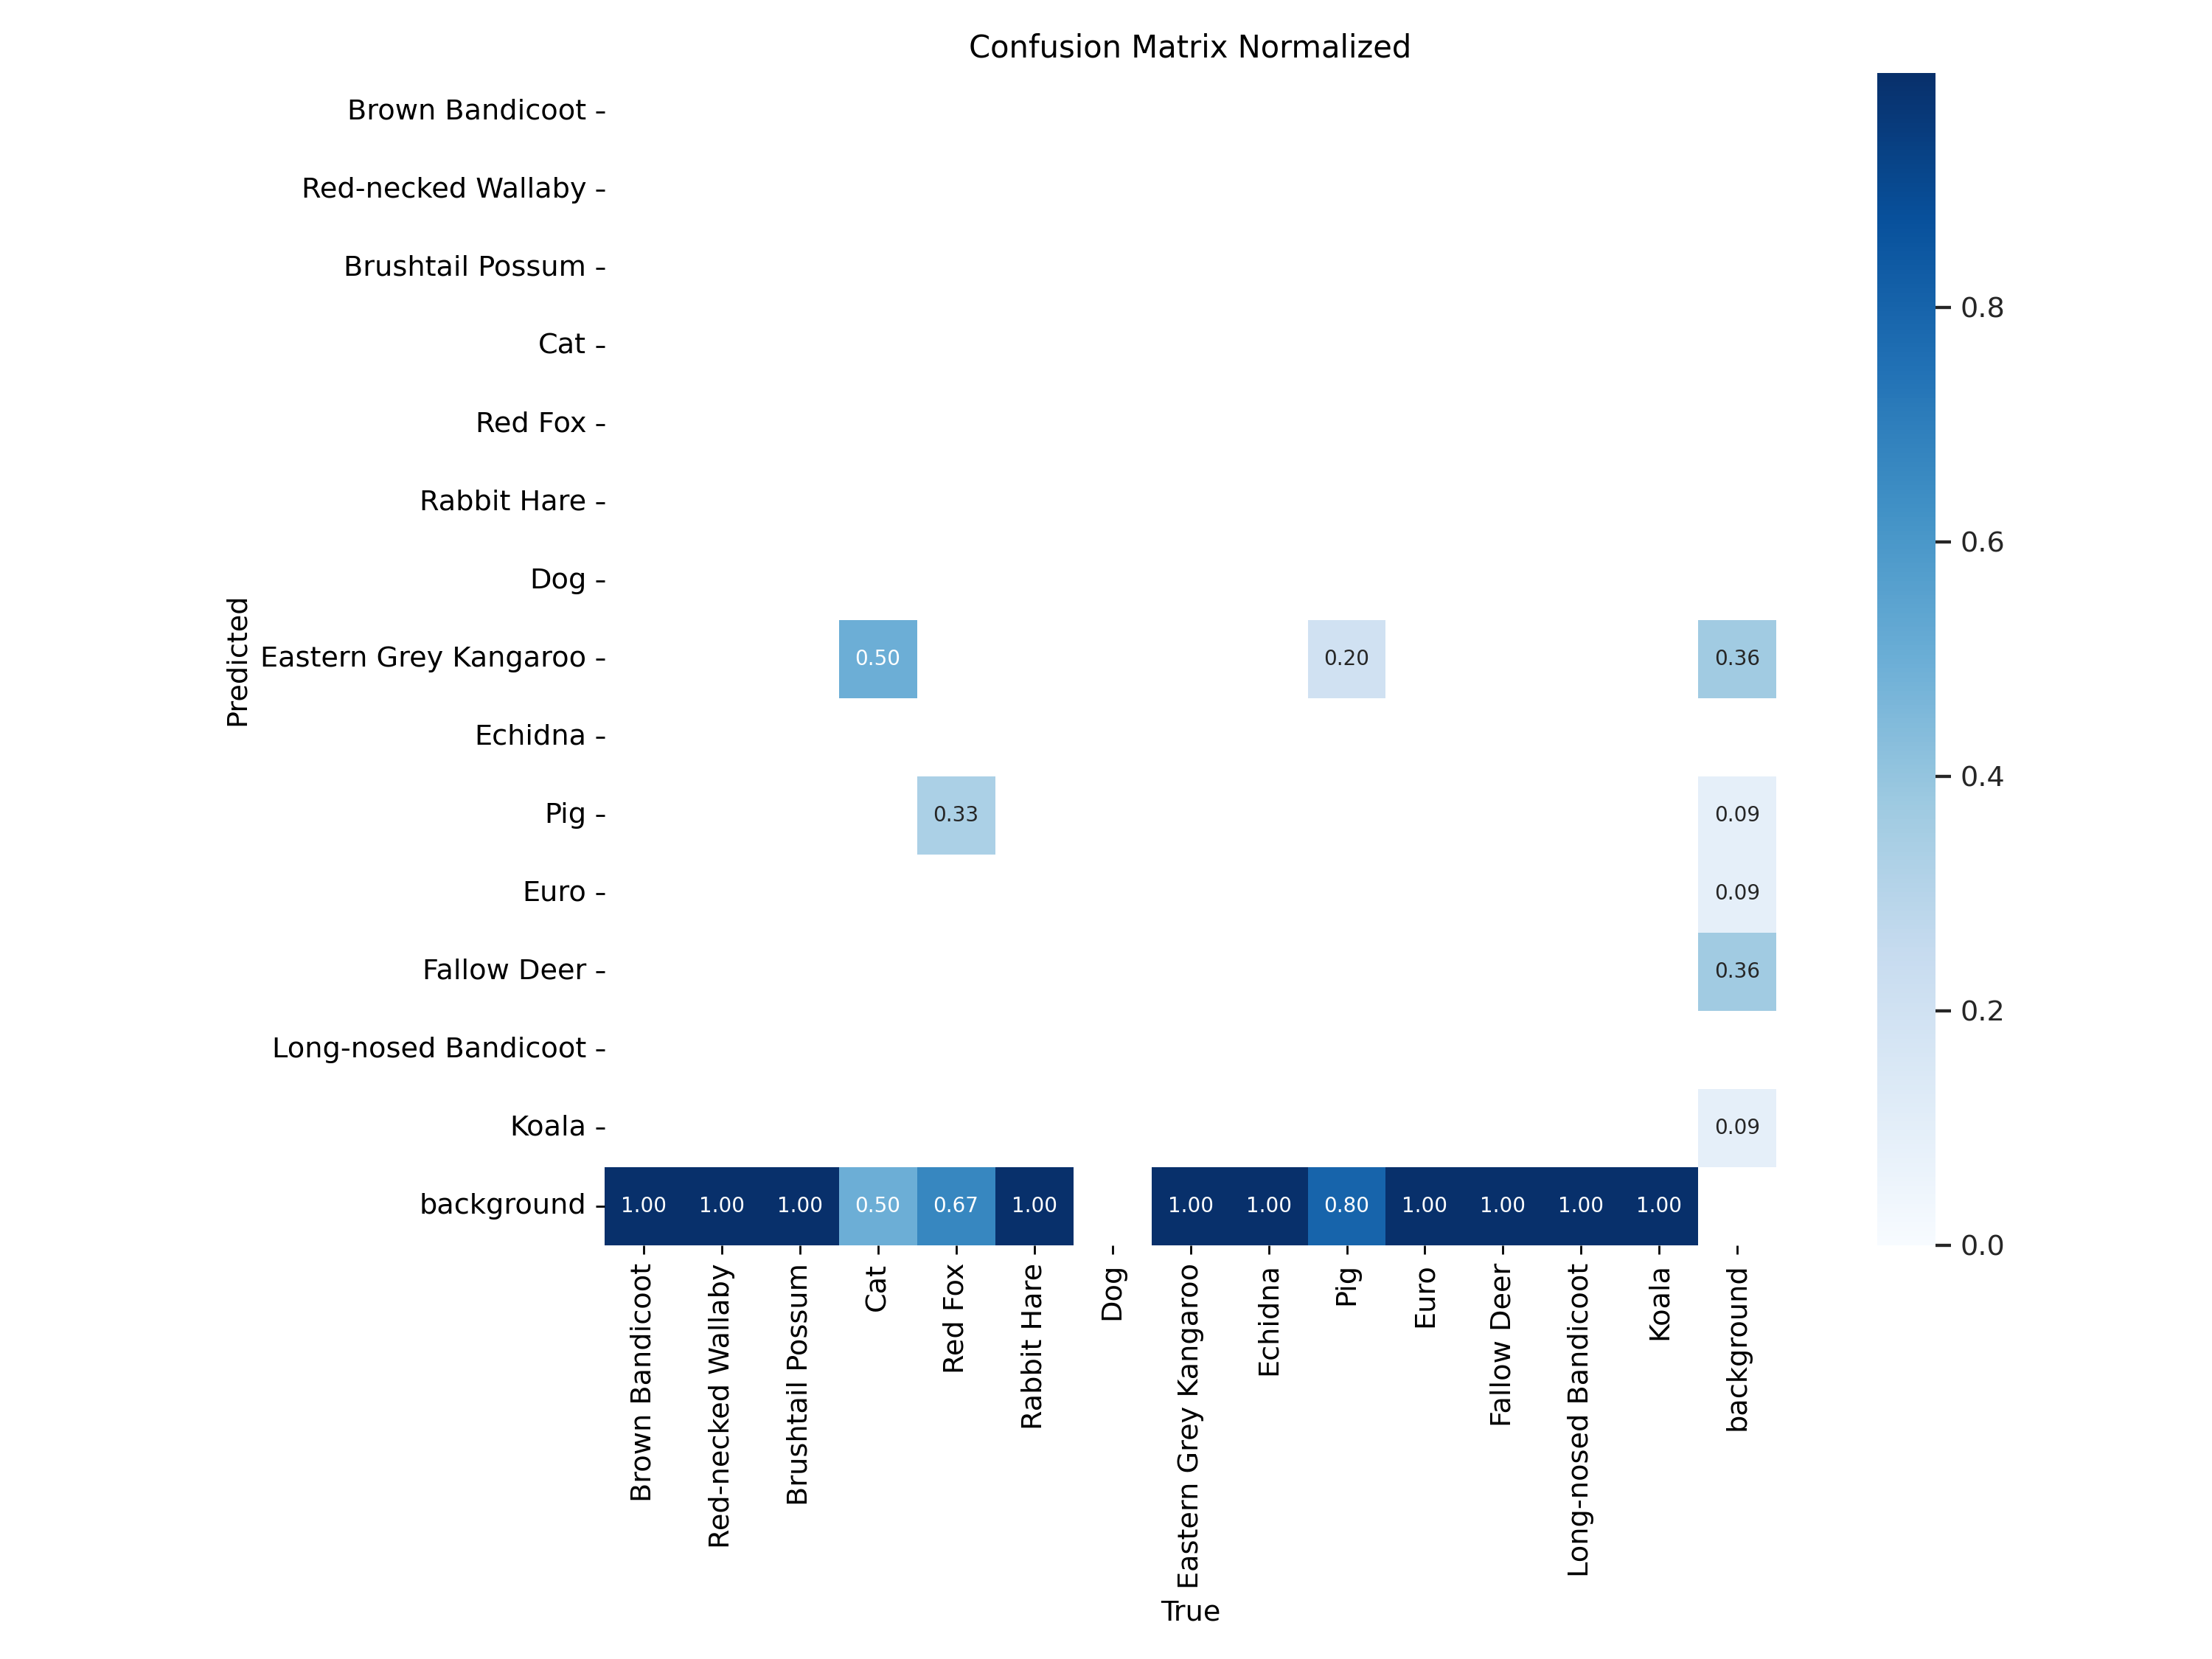 Confusion Matrix Normalized
Predicted
Brown Bandicoot
Red-necked Wallaby
Brushtail Possum
Cat
Red Fox
Rabbit Hare
Dog
Eastern Grey Kangaroo 0.50 0.20 0.36
Echidna
Pig 0.33 0.09
Euro 0.09
Fallow Deer 0.36
Long-nosed Bandicoot
Koala 0.09
background 1.00 1.00 1.00 0.50 0.67 1.00 1.00 1.00 0.80 1.00 1.00 1.00 1.00
Brown Bandicoot
Red-necked Wallaby
Brushtail Possum
Cat
Red Fox
Rabbit Hare
Dog
Eastern Grey Kangaroo
Echidna
Pig
Euro
Fallow Deer
Long-nosed Bandicoot
Koala
background
True
0.8
0.6
0.4
0.2
0.0